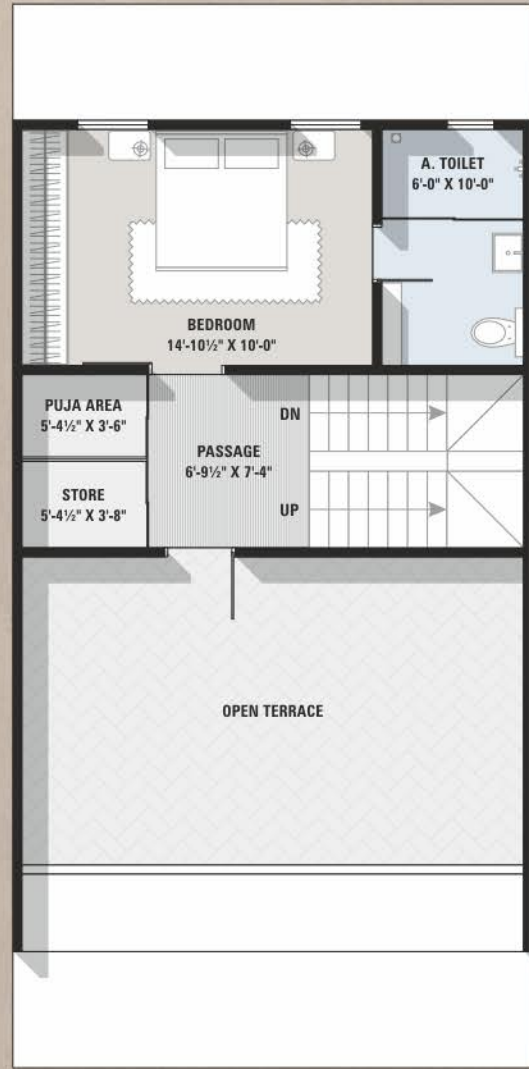 A. TOILET
6'-0" X 10'-0"
BEDROOM
14'-10½" X 10'-0"
PUJA AREA
5'-4½" X 3'-6"
DN
PASSAGE
6'-9½" X 7'-4"
STORE
5'-4½" X 3'-8"
UP
OPEN TERRACE